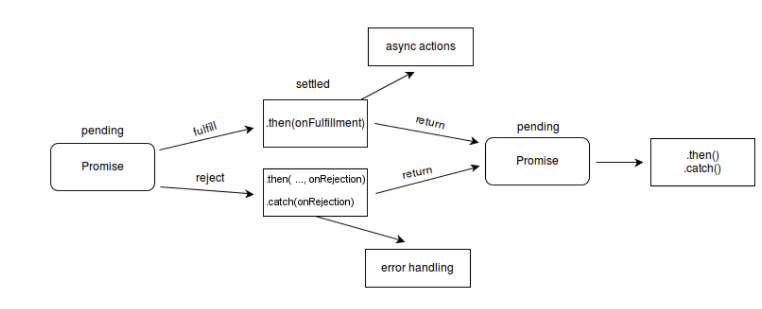 async actions
settled
pending
fulfill
.then(onFulfillment)
return
pending
Promise
reject
.then( ..., onRejection)
.catch(onRejection)
return
Promise
.then()
.catch()
error handling